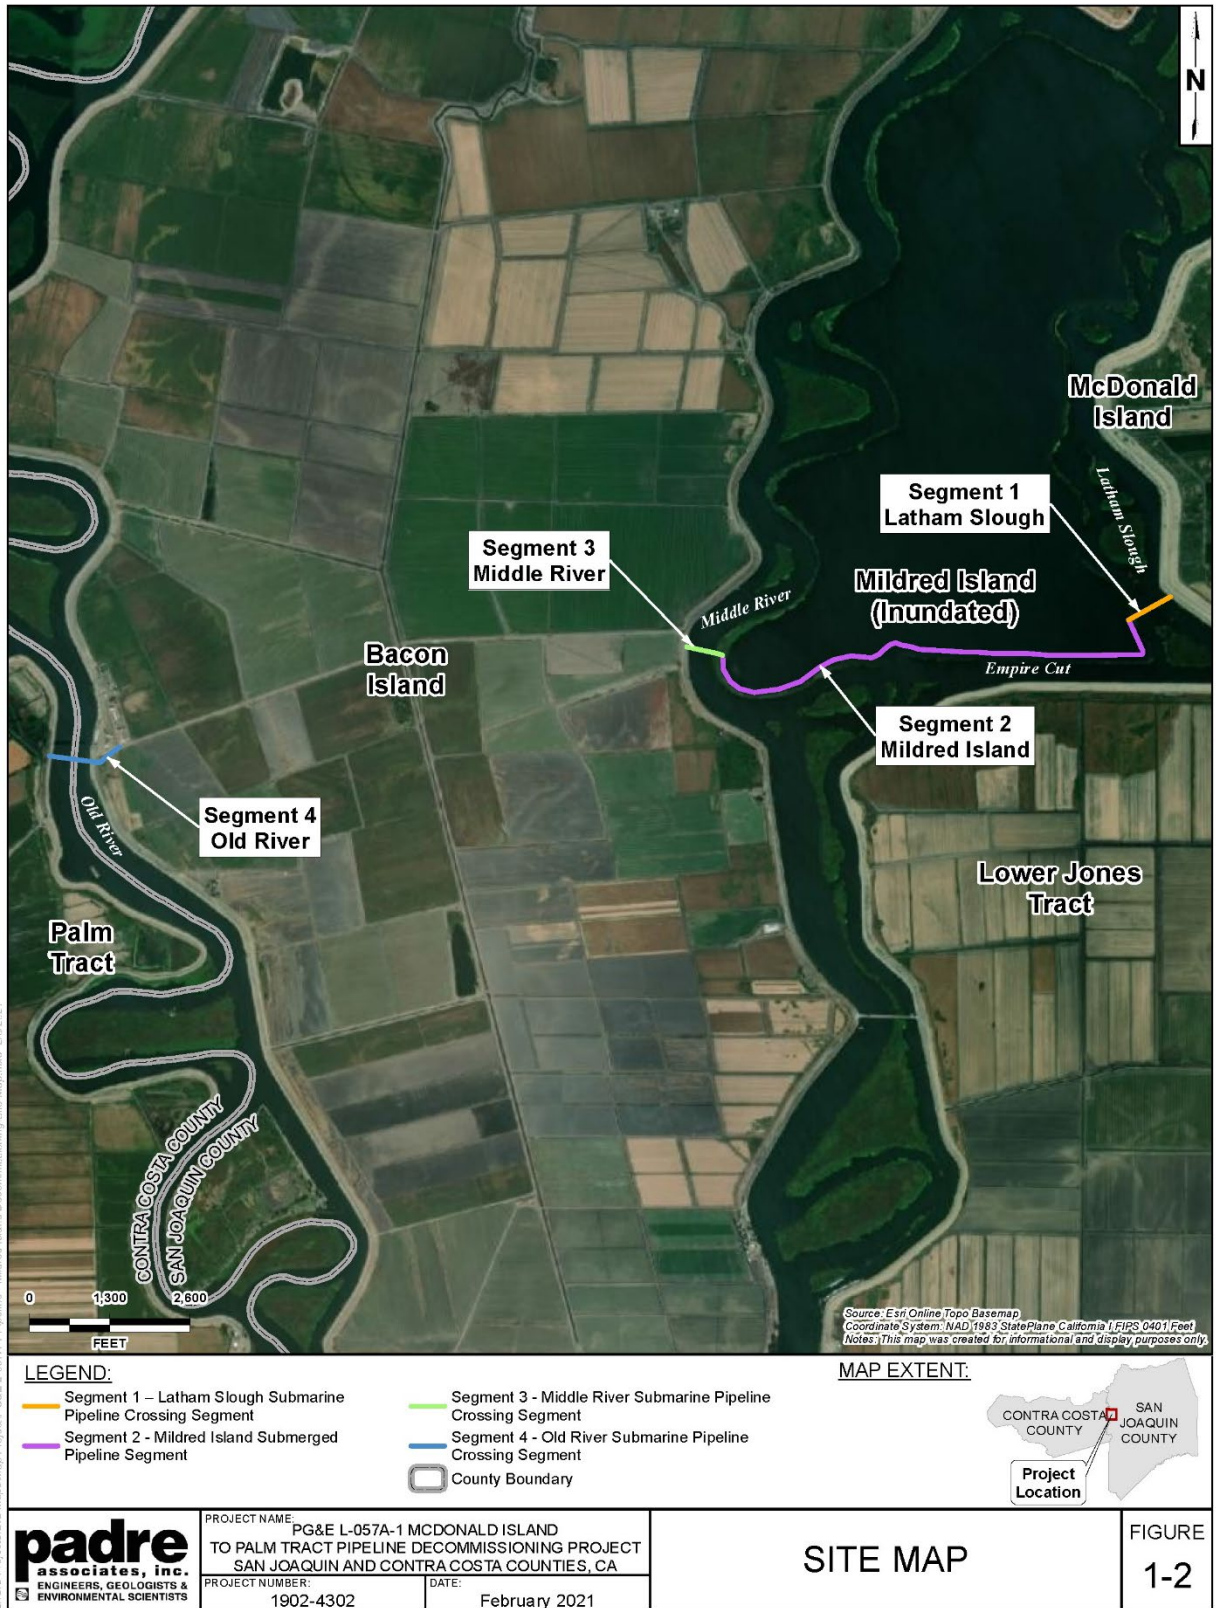 N
McDonald
Island
Latham Slough
Segment 1
Latham Slough
Segment 3
Middle River
Mildred Island
(Inundated)
Middle River
Empire Cut
Bacon
Island
Segment 2
Mildred Island
Segment 4
Old River
Old River
Lower Jones
Tract
Palm
Tract
CONTRA COSTA COUNTY
SAN JOAQUIN COUNTY
0 1,300 2,600
FEET
Source: Esri Online Topo Basemap
Coordinate System: NAD 1983 StatePlane California I FIPS 0401 Feet
Notes: This map was created for informational and display purposes only.
LEGEND:
Segment 1 – Latham Slough Submarine
Pipeline Crossing Segment
Segment 2 - Mildred Island Submerged
Pipeline Segment
Segment 3 - Middle River Submarine Pipeline
Crossing Segment
Segment 4 - Old River Submarine Pipeline
Crossing Segment
County Boundary
MAP EXTENT:
CONTRA COSTA
COUNTY
SAN
JOAQUIN
COUNTY
Project
Location
padre
associates, inc.
ENGINEERS, GEOLOGISTS &
ENVIRONMENTAL SCIENTISTS
PROJECT NAME:
PG&E L-057A-1 MCDONALD ISLAND
TO PALM TRACT PIPELINE DECOMMISSIONING PROJECT
SAN JOAQUIN AND CONTRA COSTA COUNTIES, CA
PROJECT NUMBER:
1902-4302
DATE:
February 2021
SITE MAP
FIGURE
1-2